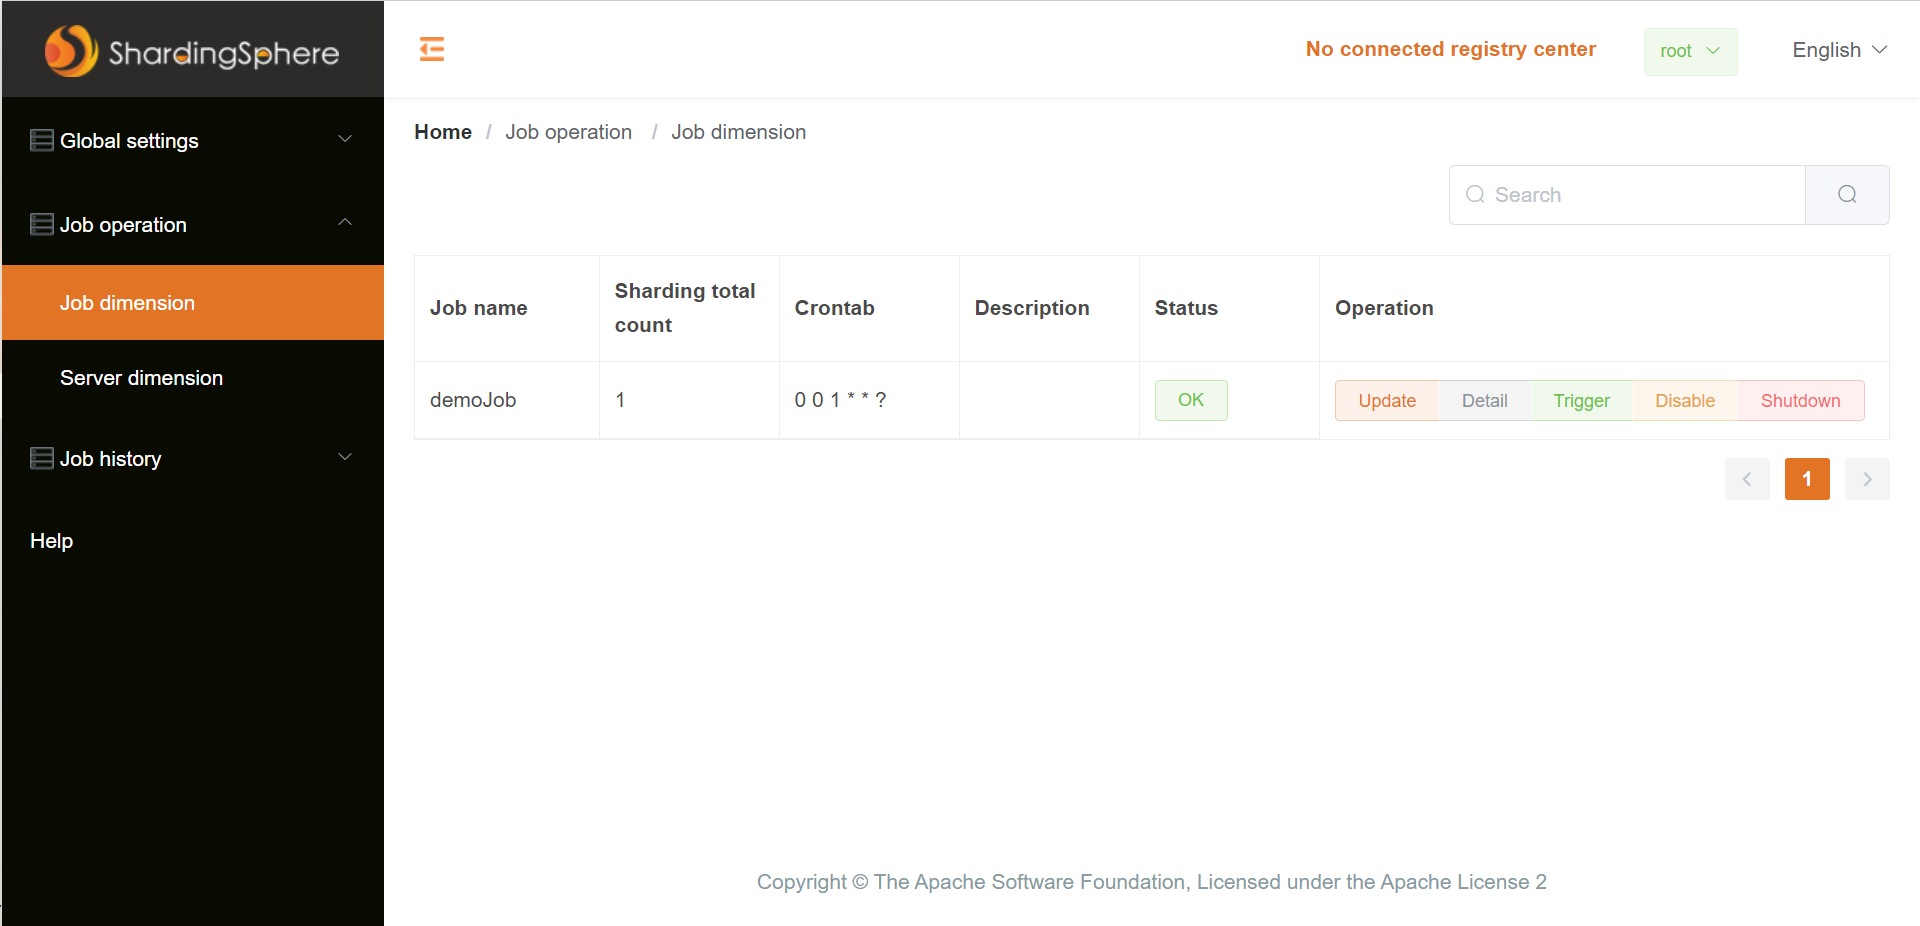 ShardingSphere
No connected registry center
root
English
Global settings
Job operation
Job dimension
Server dimension
Job history
Help
Home / Job operation / Job dimension
Search
Job name
Sharding total
count
Crontab
Description
Status
Operation
demoJob
1
0 0 1 * * ?
OK
Update
Detail
Trigger
Disable
Shutdown
1
Copyright © The Apache Software Foundation, Licensed under the Apache License 2